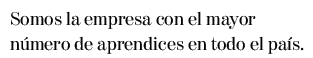 Somos la empresa con el mayor
número de aprendices en todo el país.